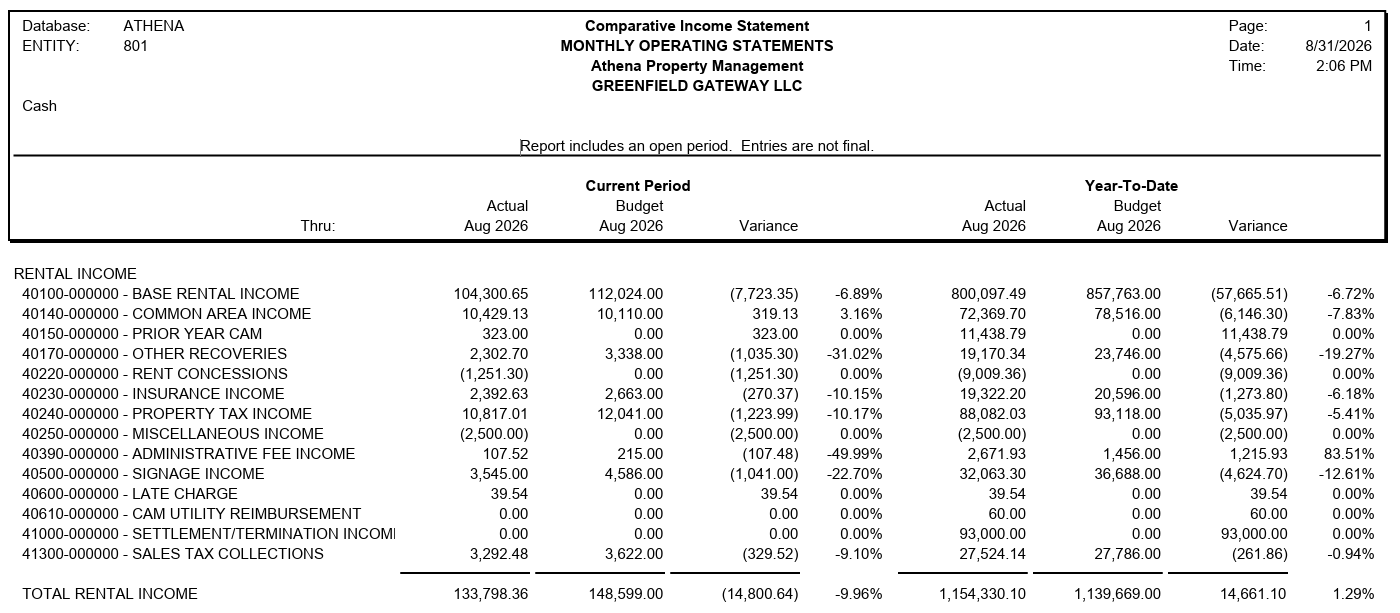 Database: ATHENA Comparative Income Statement Page: 1
ENTITY: 801 MONTHLY OPERATING STATEMENTS Date: 8/31/2026
Athena Property Management Time: 2:06 PM
GREENFIELD GATEWAY LLC
Cash
Report includes an open period. Entries are not final.
Current Period Year-To-Date
Actual Budget Actual Budget
Thru: Aug 2026 Aug 2026 Variance Aug 2026 Aug 2026 Variance
RENTAL INCOME
40100-000000 - BASE RENTAL INCOME 104,300.65 112,024.00 (7,723.35) -6.89% 800,097.49 857,763.00 (57,665.51) -6.72%
40140-000000 - COMMON AREA INCOME 10,429.13 10,110.00 319.13 3.16% 72,369.70 78,516.00 (6,146.30) -7.83%
40150-000000 - PRIOR YEAR CAM 323.00 0.00 323.00 0.00% 11,438.79 0.00 11,438.79 0.00%
40170-000000 - OTHER RECOVERIES 2,302.70 3,338.00 (1,035.30) -31.02% 19,170.34 23,746.00 (4,575.66) -19.27%
40220-000000 - RENT CONCESSIONS (1,251.30) 0.00 (1,251.30) 0.00% (9,009.36) 0.00 (9,009.36) 0.00%
40230-000000 - INSURANCE INCOME 2,392.63 2,663.00 (270.37) -10.15% 19,322.20 20,596.00 (1,273.80) -6.18%
40240-000000 - PROPERTY TAX INCOME 10,817.01 12,041.00 (1,223.99) -10.17% 88,082.03 93,118.00 (5,035.97) -5.41%
40250-000000 - MISCELLANEOUS INCOME (2,500.00) 0.00 (2,500.00) 0.00% (2,500.00) 0.00 (2,500.00) 0.00%
40390-000000 - ADMINISTRATIVE FEE INCOME 107.52 215.00 (107.48) -49.99% 2,671.93 1,456.00 1,215.93 83.51%
40500-000000 - SIGNAGE INCOME 3,545.00 4,586.00 (1,041.00) -22.70% 32,063.30 36,688.00 (4,624.70) -12.61%
40600-000000 - LATE CHARGE 39.54 0.00 39.54 0.00% 39.54 0.00 39.54 0.00%
40610-000000 - CAM UTILITY REIMBURSEMENT 0.00 0.00 0.00 0.00% 60.00 0.00 60.00 0.00%
41000-000000 - SETTLEMENT/TERMINATION INCOM 0.00 0.00 0.00 0.00% 93,000.00 0.00 93,000.00 0.00%
41300-000000 - SALES TAX COLLECTIONS 3,292.48 3,622.00 (329.52) -9.10% 27,524.14 27,786.00 (261.86) -0.94%
TOTAL RENTAL INCOME 133,798.36 148,599.00 (14,800.64) -9.96% 1,154,330.10 1,139,669.00 14,661.10 1.29%